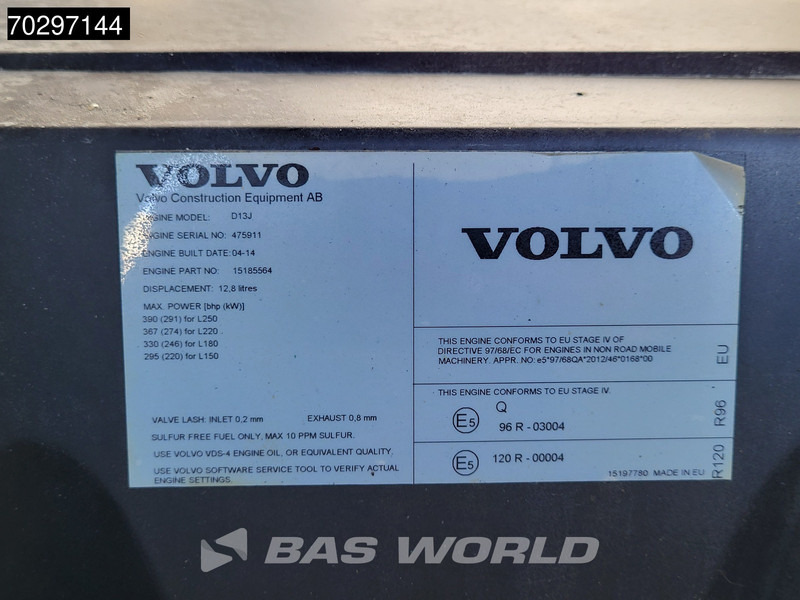 70297144
VOLVO
Volvo Construction Equipment AB
ENGINE MODEL: D13J
ENGINE SERIAL NO: 475911
ENGINE BUILT DATE: 04-14
ENGINE PART NO: 15185564
DISPLACEMENT: 12,8 litres
MAX. POWER [bhp (kW)]
390 (291) for L250
367 (274) for L220
330 (246) for L180
295 (220) for L150
VALVE LASH: INLET 0,2 mm EXHAUST 0,8 mm
SULFUR FREE FUEL ONLY, MAX 10 PPM SULFUR.
USE VOLVO VDS-4 ENGINE OIL, OR EQUIVALENT QUALITY.
USE VOLVO SOFTWARE SERVICE TOOL TO VERIFY ACTUAL
ENGINE SETTINGS.
VOLVO
THIS ENGINE CONFORMS TO EU STAGE IV OF
DIRECTIVE 97/68/EC FOR ENGINES IN NON ROAD MOBILE
MACHINERY. APPR. NO: e5*97/68QA*2012/46*0168*00
EU
THIS ENGINE CONFORMS TO EU STAGE IV.
Q
E5 96 R - 03004
R96
E5 120 R - 00004
R120
15197780 MADE IN EU
BAS WORLD